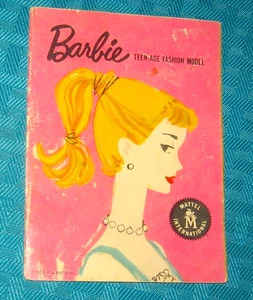 Barbie
TEEN-AGE FASHION MODEL
MATTEL
M
INTERNATIONAL